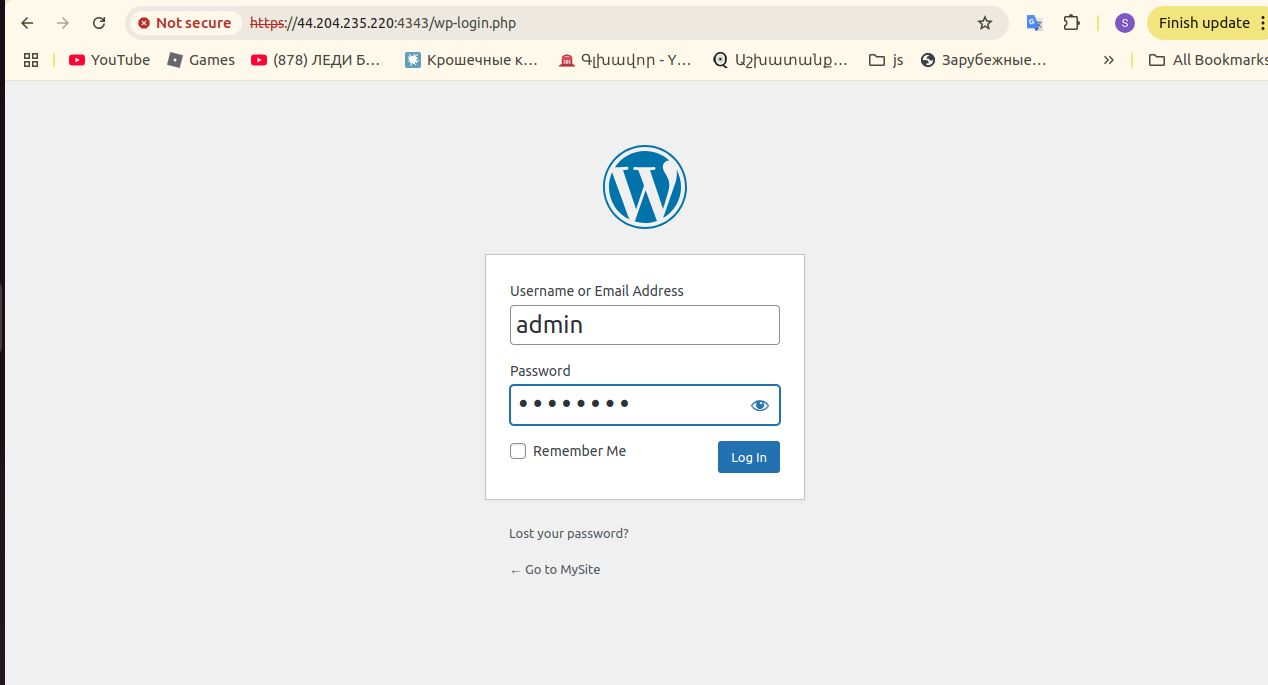 Not secure https://44.204.235.220:4343/wp-login.php S Finish update
YouTube Games (878) ЛЕДИ Б... Крошечные к... Գլխավոր - Y... Աշխատանք... js Зарубежные... » All Bookmarks
Username or Email Address
admin
Password
••••••••
Remember Me Log In
Lost your password?
← Go to MySite